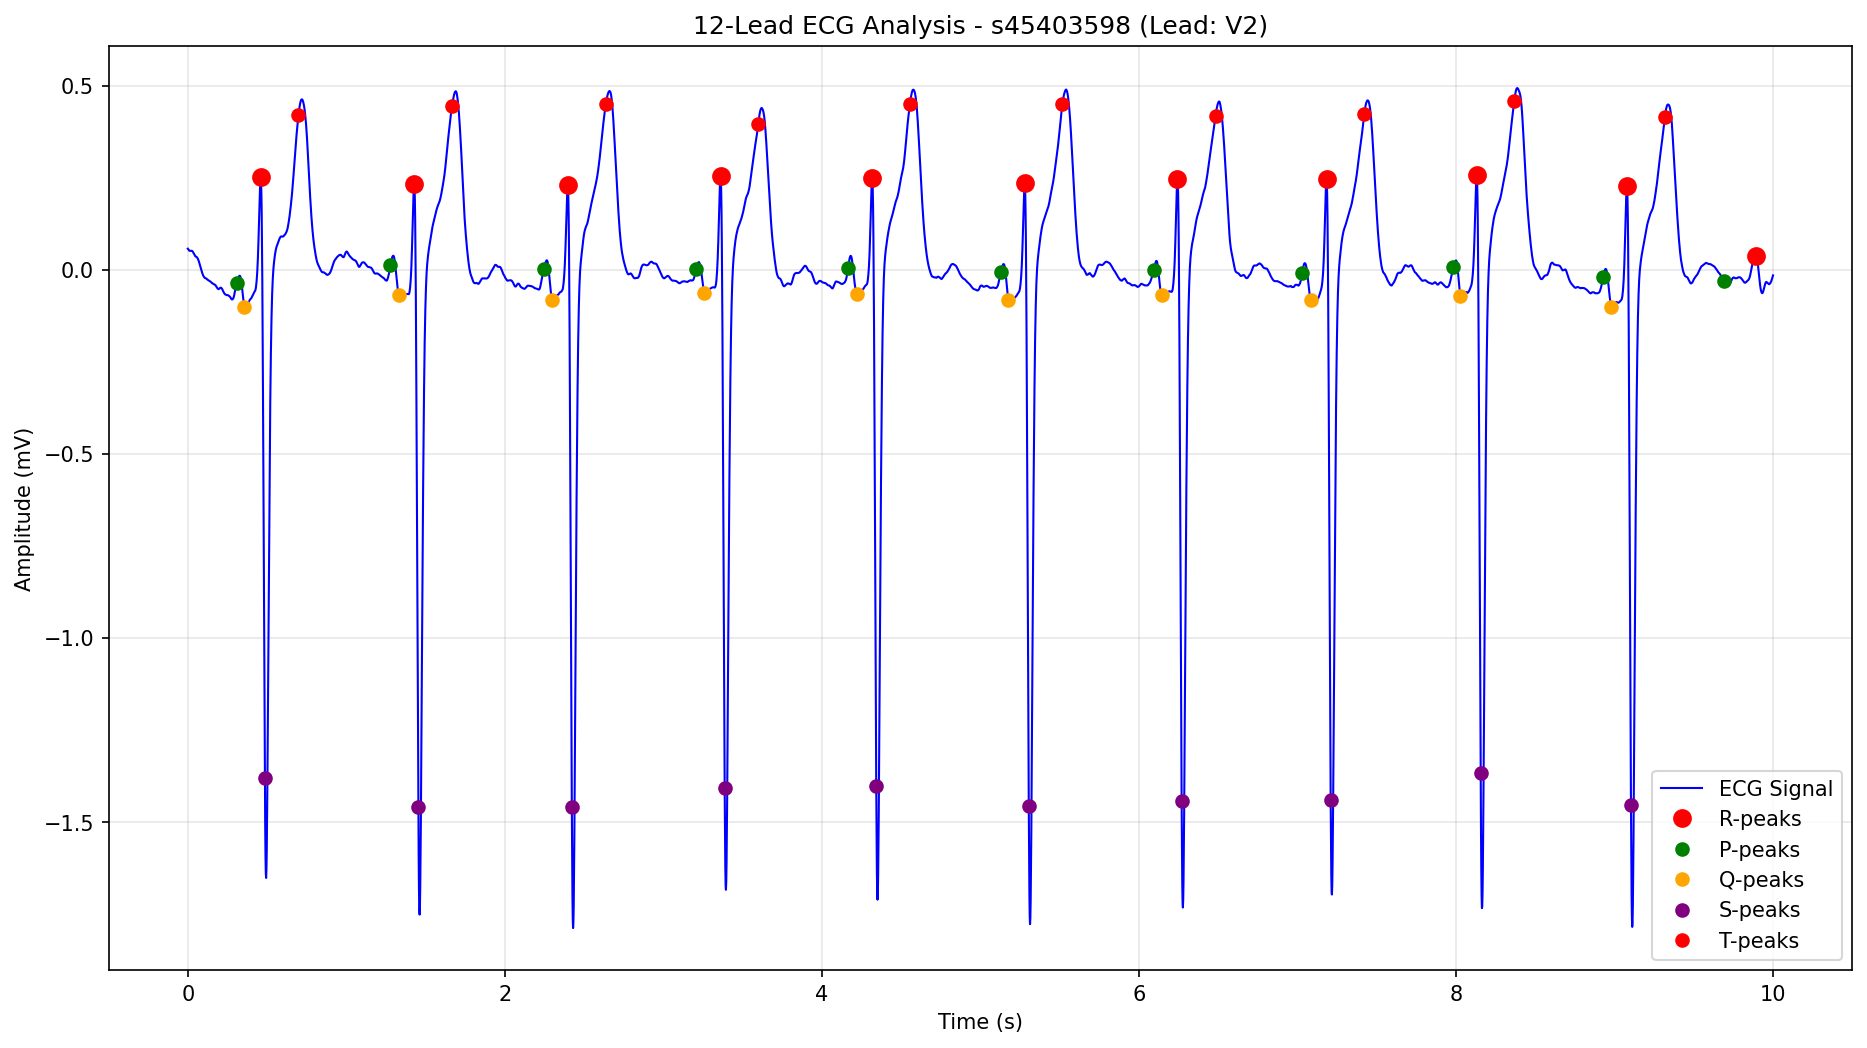 12-Lead ECG Analysis - s45403598 (Lead: V2)
0.5
0.0
−0.5
−1.0
−1.5
Amplitude (mV)
0
2
4
6
8
10
Time (s)
ECG Signal
R-peaks
P-peaks
Q-peaks
S-peaks
T-peaks